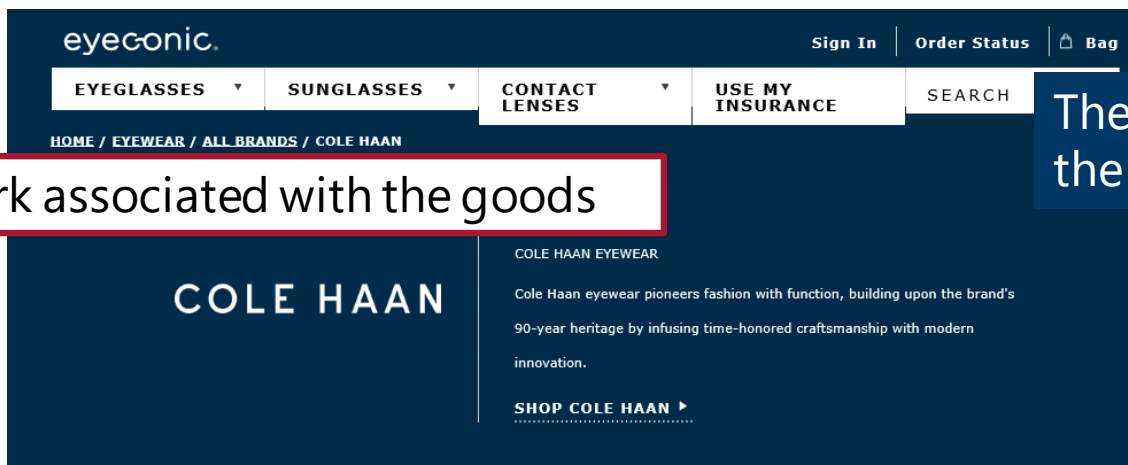 eyeconic.
Sign In
Order Status
Bag
EYEGLASSES
SUNGLASSES
CONTACT LENSES
USE MY INSURANCE
SEARCH
The
the
HOME / EYEWEAR / ALL BRANDS / COLE HAAN
associated with the goods
COLE HAAN
COLE HAAN EYEWEAR
Cole Haan eyewear pioneers fashion with function, building upon the brand's
90-year heritage by infusing time-honored craftsmanship with modern
innovation.
SHOP COLE HAAN